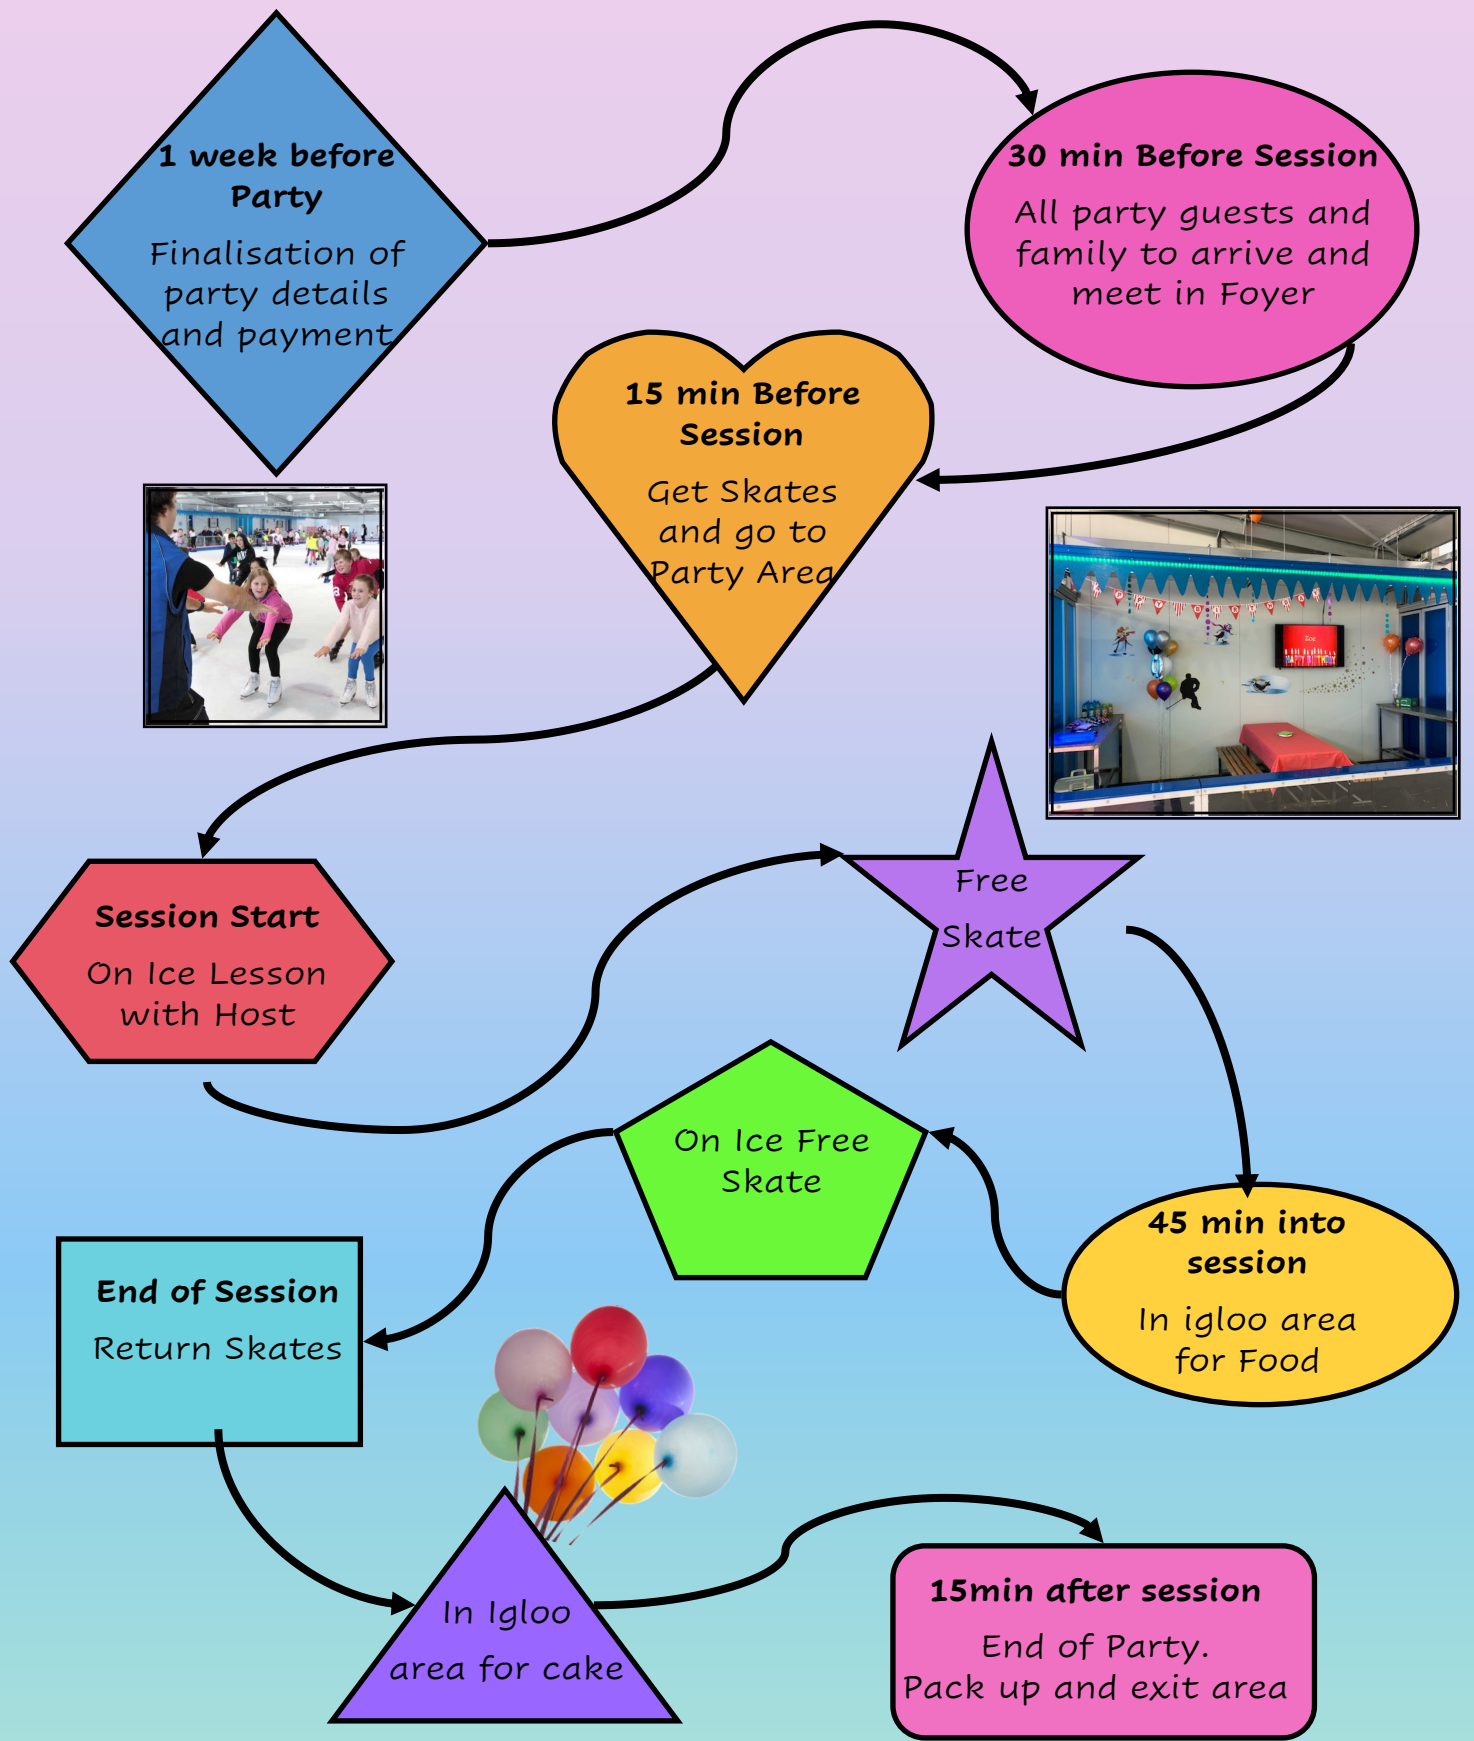 1 week before
Party
Finalisation of
party details
and payment
30 min Before Session
All party guests and
family to arrive and
meet in Foyer
15 min Before
Session
Get Skates
and go to
Party Area
Zoe
HAPPY BIRTHDAY
Session Start
On Ice Lesson
with Host
Free
Skate
45 min into
session
In igloo area
for Food
On Ice Free
Skate
End of Session
Return Skates
In Igloo
area for cake
15min after session
End of Party.
Pack up and exit area